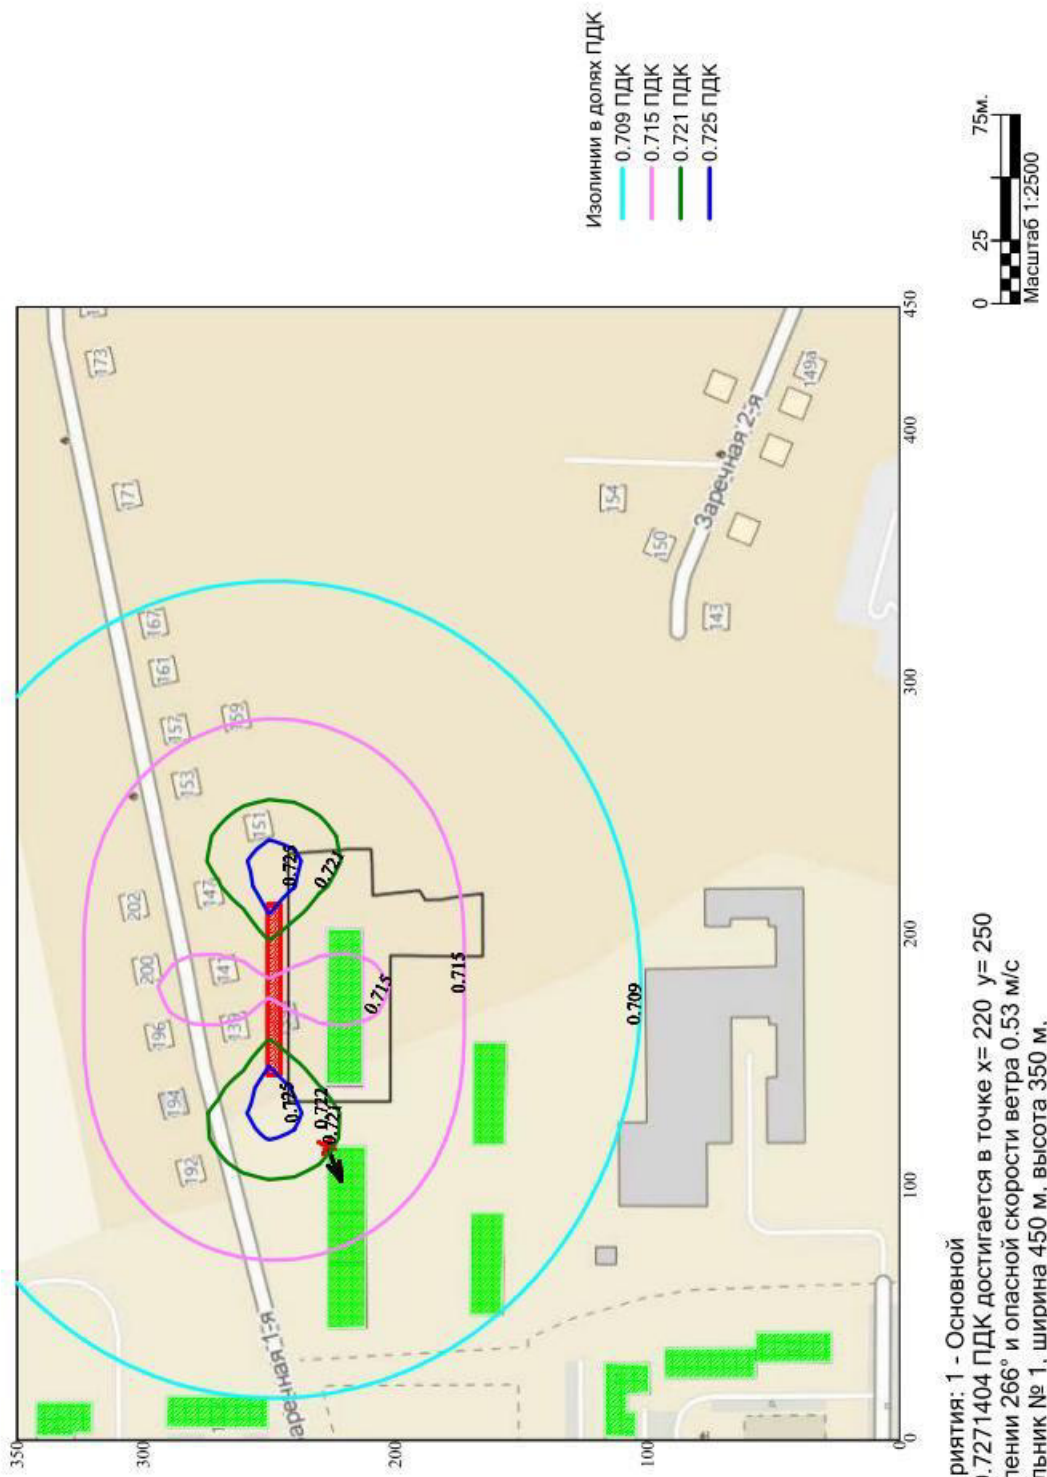 Изолинии в долях ПДК
0.709 ПДК
0.715 ПДК
0.721 ПДК
0.725 ПДК
0
25
75м.
Масштаб 1:2500
350
300
200
100
0
100
200
300
400
450
173
171
167
161
157
159
153
151
202
147
200
141
196
139
194
192
154
150
143
149а
Заречная 2-я
аречная 1-я
0.725
0.721
0.715
0.715
0.709
0.725
0.722
0.721
риятия: 1 - Основной
.7271404 ПДК достигается в точке x= 220 y= 250
лении 266° и опасной скорости ветра 0.53 м/с
льник № 1, ширина 450 м, высота 350 м,